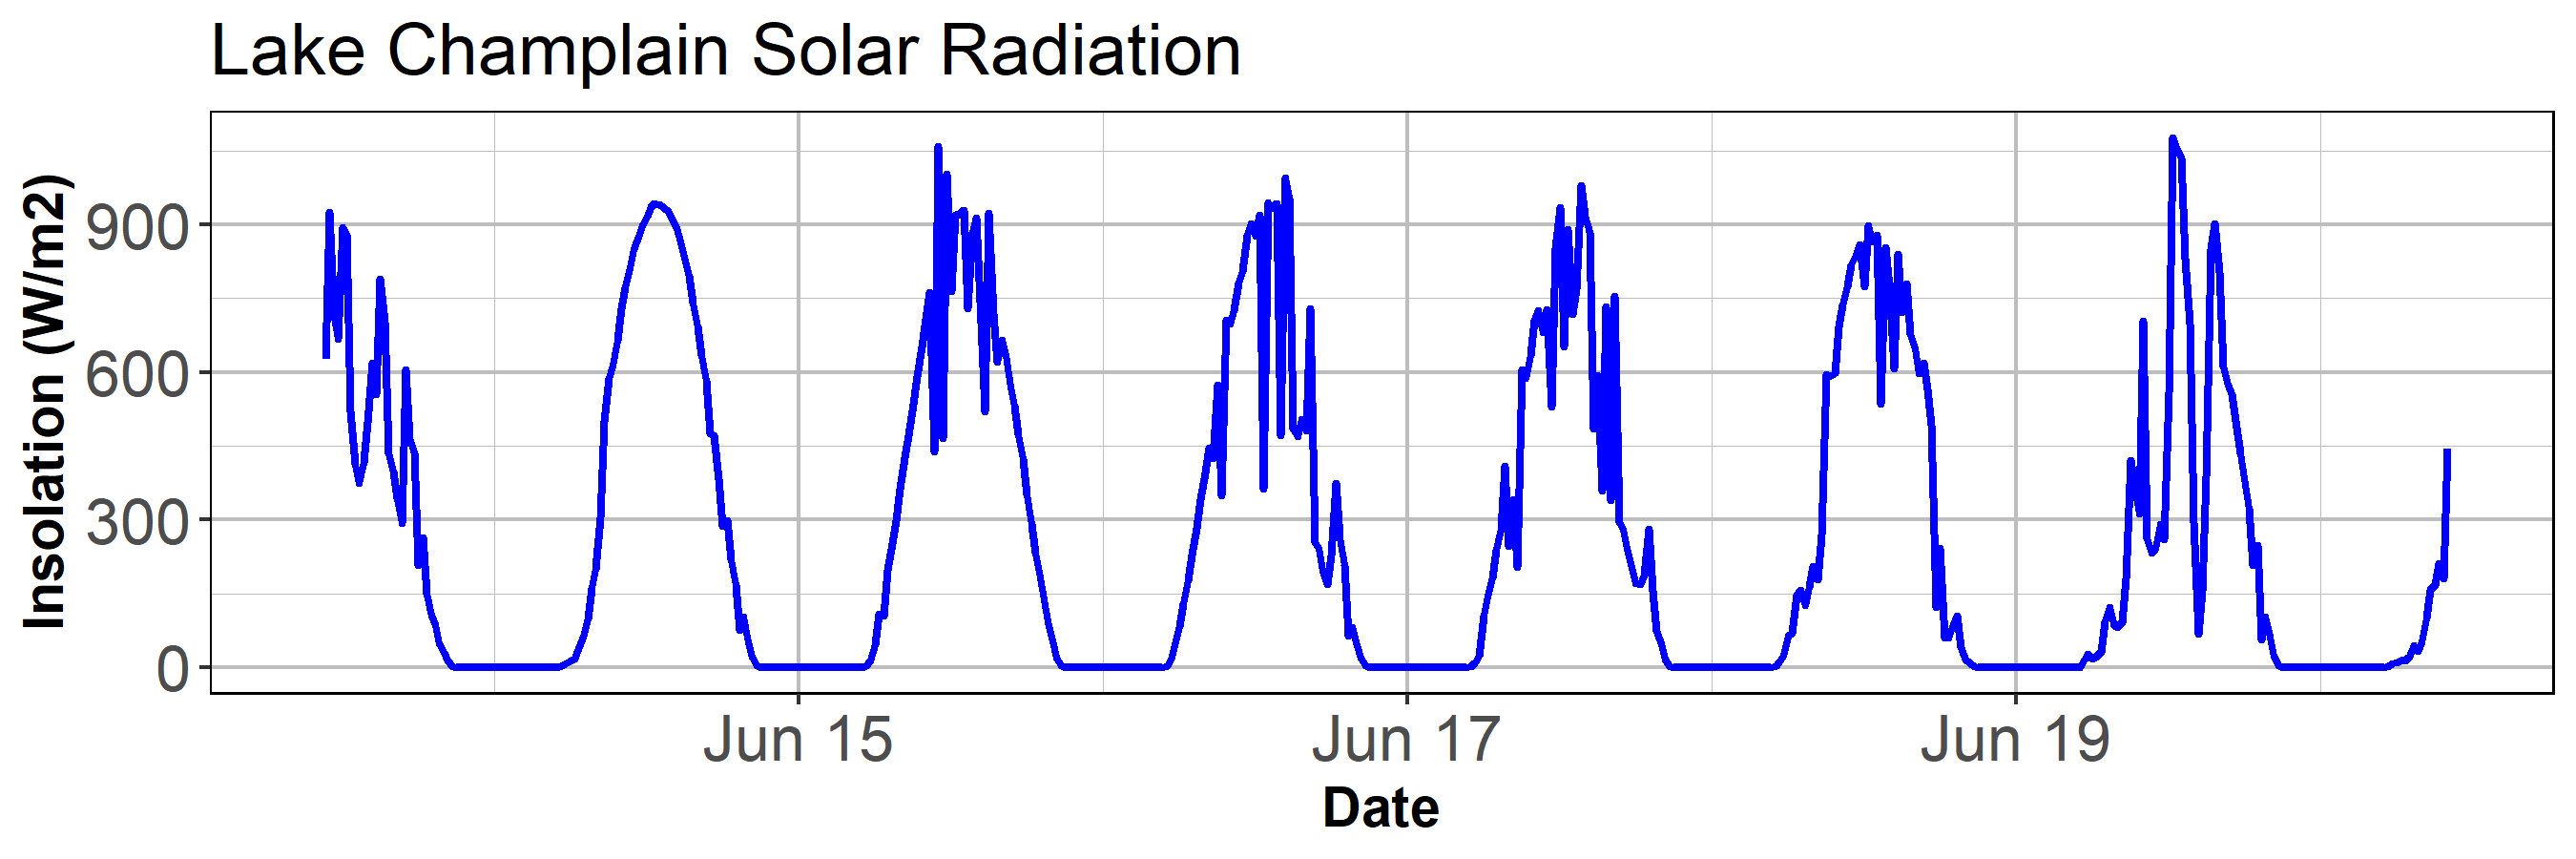 Lake Champlain Solar Radiation
Insolation (W/m2)
900
600
300
0
Jun 15
Jun 17
Jun 19
Date